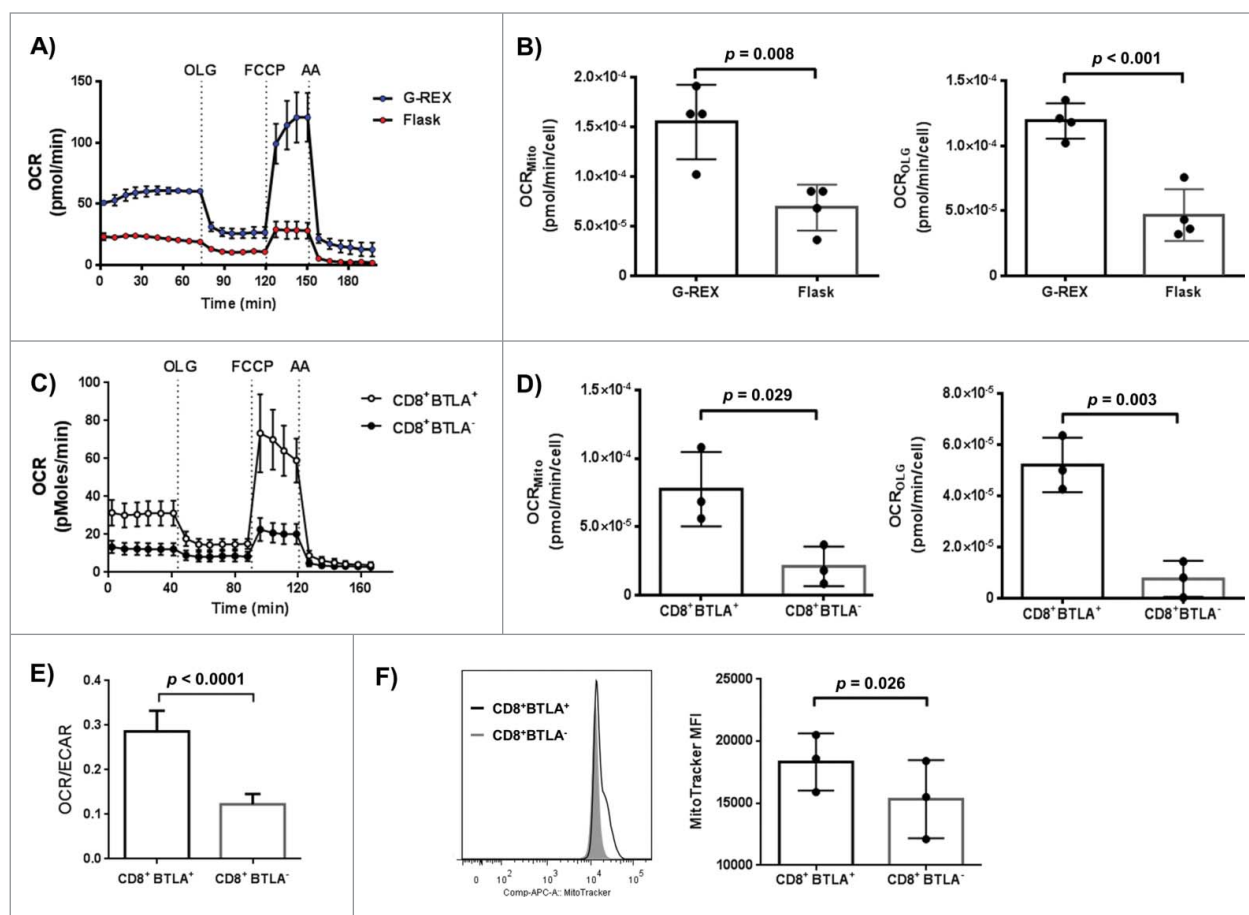 A)
OLG FCCP AA
150
100
50
0
OCR
(pmol/min)
G-REX
Flask
0 30 60 90 120 150 180
Time (min)
B)
p = 0.008
2.0×10-4
1.5×10-4
1.0×10-4
5.0×10-5
0
OCRMito
(pmol/min/cell)
G-REX Flask
p < 0.001
1.5×10-4
1.0×10-4
5.0×10-5
0
OCROLG
(pmol/min/cell)
G-REX Flask
C)
OLG FCCP AA
100
80
60
40
20
0
OCR
(pMoles/min)
CD8+BTLA+
CD8+BTLA-
0 40 80 120 160
Time (min)
D)
p = 0.029
1.5×10-4
1.0×10-4
5.0×10-5
0
OCRMito
(pmol/min/cell)
CD8+BTLA+ CD8+BTLA-
p = 0.003
8.0×10-5
6.0×10-5
4.0×10-5
2.0×10-5
0
OCROLG
(pmol/min/cell)
CD8+BTLA+ CD8+BTLA-
E)
p < 0.0001
0.4
0.3
0.2
0.1
0.0
OCR/ECAR
CD8+ BTLA+ CD8+ BTLA-
F)
CD8+BTLA+
CD8+BTLA-
0 102 103 104 105
Comp-APC-A:: MitoTracker
p = 0.026
25000
20000
15000
10000
MitoTracker MFI
CD8+ BTLA+ CD8+ BTLA-